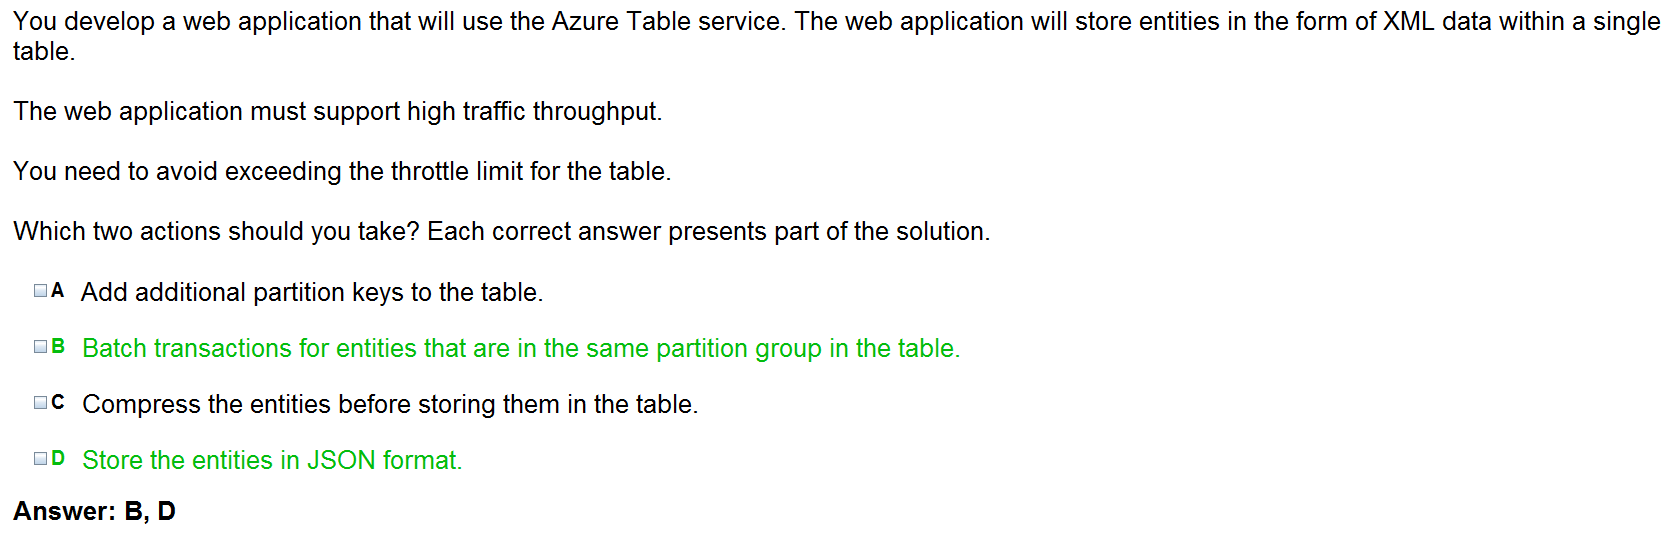 You develop a web application that will use the Azure Table service. The web application will store entities in the form of XML data within a single
table.
The web application must support high traffic throughput.
You need to avoid exceeding the throttle limit for the table.
Which two actions should you take? Each correct answer presents part of the solution.
A Add additional partition keys to the table.
B Batch transactions for entities that are in the same partition group in the table.
C Compress the entities before storing them in the table.
D Store the entities in JSON format.
Answer: B, D